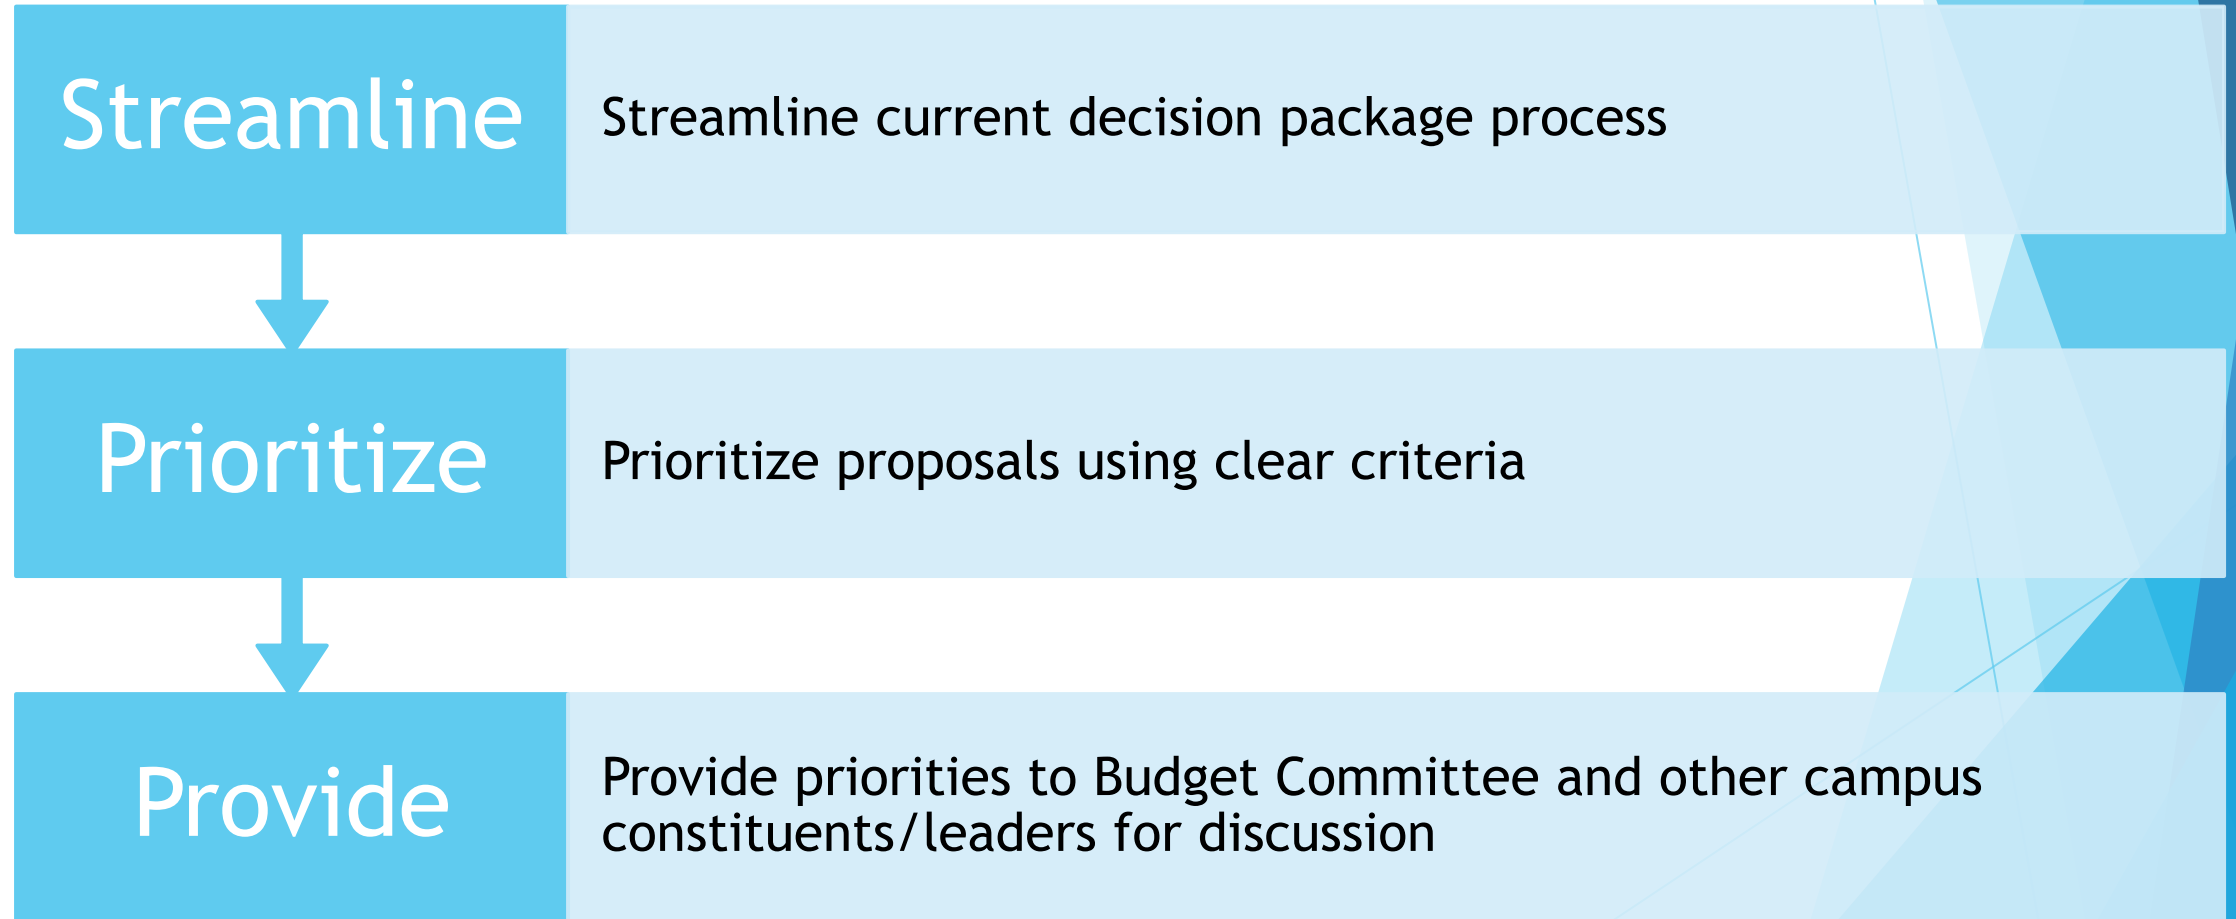 Streamline
Streamline current decision package process
Prioritize
Prioritize proposals using clear criteria
Provide
Provide priorities to Budget Committee and other campus
constituents/leaders for discussion